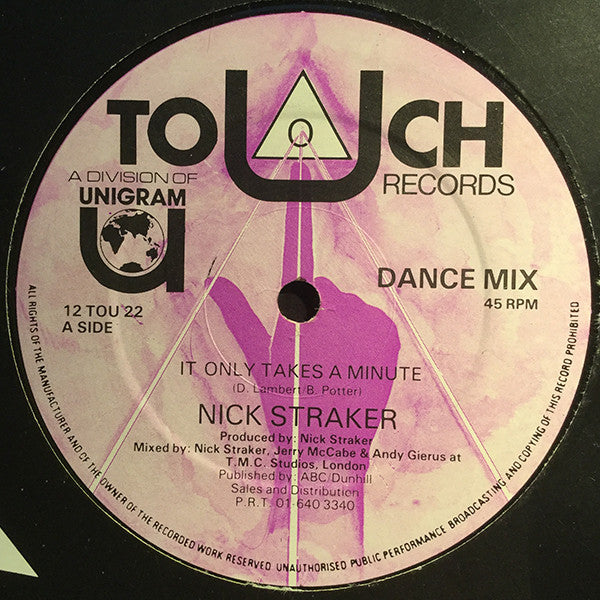 TOUCH
RECORDS
A DIVISION OF
UNIGRAM
DANCE MIX
45 RPM
12 TOU 22
A SIDE
IT ONLY TAKES A MINUTE
(D. Lambert/B. Potter)
NICK STRAKER
Produced by: Nick Straker
Mixed by: Nick Straker, Jerry McCabe & Andy Gierus at
T.M.C. Studios, London
Published by: ABC/Dunhill
Sales and Distribution
P.R.T. 01-640 3340
ALL RIGHTS OF THE MANUFACTURER AND OF THE OWNER OF THE RECORDED WORK RESERVED. UNAUTHORISED PUBLIC PERFORMANCE, BROADCASTING AND COPYING OF THIS RECORD PROHIBITED